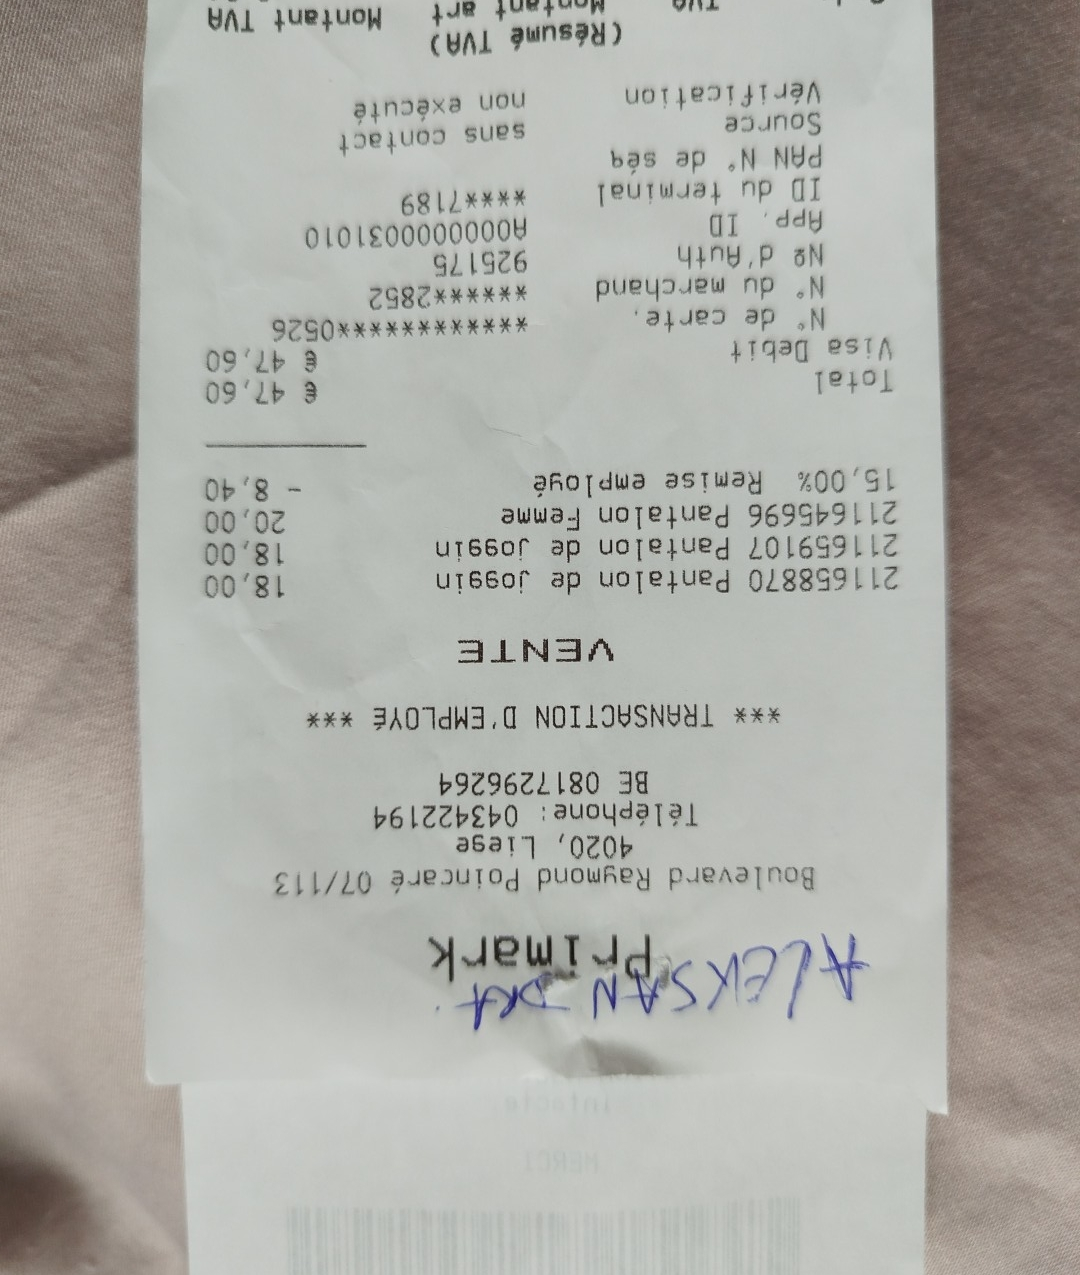 ALEKSANDRA.
Primark
Boulevard Raymond Poincaré 07/113
4020, Liege
Téléphone: 043422194
BE 0817296264
*** TRANSACTION D'EMPLOYÉ ***
VENTE
211658870 Pantalon de joggin 18,00
211659107 Pantalon de joggin 18,00
211645696 Pantalon Femme 20,00
15,00% Remise employé - 8,40
Total € 47,60
Visa Debit € 47,60
N° de carte. ************0526
N° du marchand ******2852
Nº d'Auth 925175
App. ID A0000000031010
ID du terminal ****7189
PAN N° de séq
Source sans contact
Vérification non exécuté
(Résumé TVA)
TVA Montant art Montant TVA
intacte
MERCI